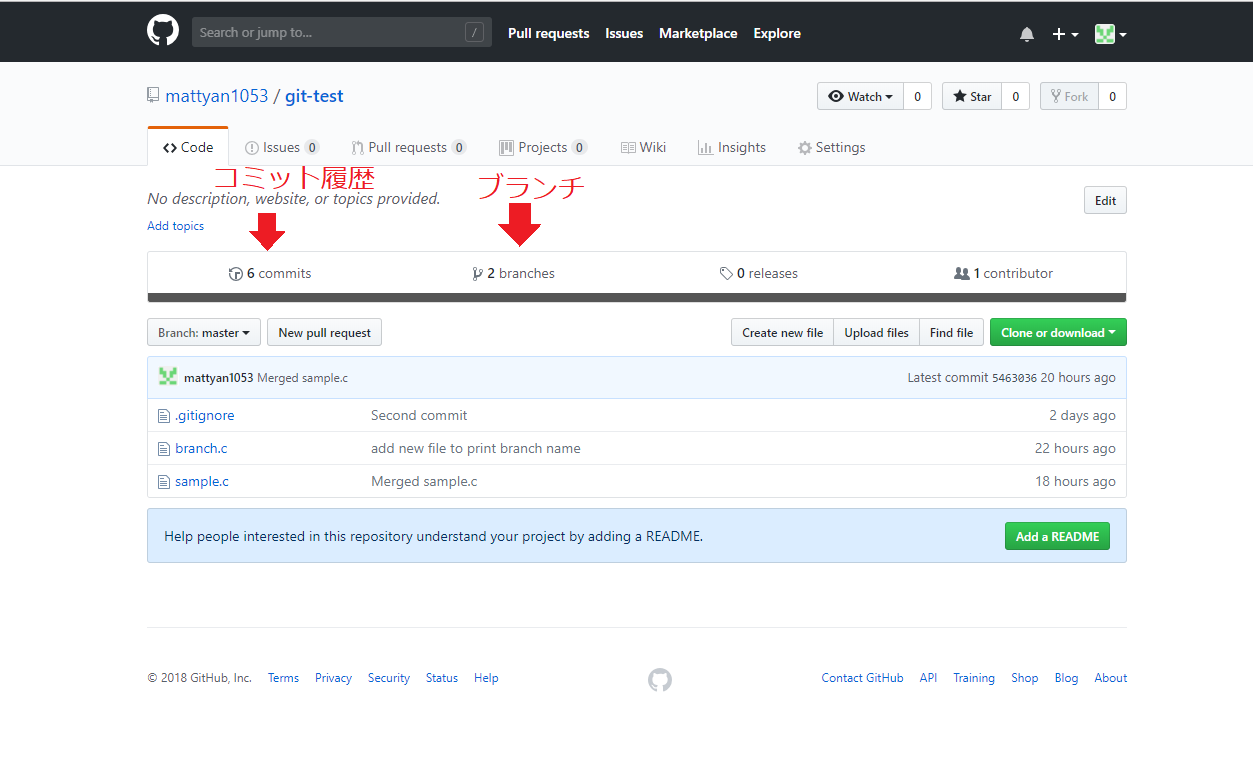 Search or jump to... /
Pull requests Issues Marketplace Explore
mattyan1053 / git-test
Watch 0 Star 0 Fork 0
Code Issues 0 Pull requests 0 Projects 0 Wiki Insights Settings
コミット履歴
ブランチ
No description, website, or topics provided.
Edit
Add topics
6 commits 2 branches 0 releases 1 contributor
Branch: master New pull request Create new file Upload files Find file Clone or download
mattyan1053 Merged sample.c Latest commit 5463036 20 hours ago
.gitignore Second commit 2 days ago
branch.c add new file to print branch name 22 hours ago
sample.c Merged sample.c 18 hours ago
Help people interested in this repository understand your project by adding a README. Add a README
© 2018 GitHub, Inc. Terms Privacy Security Status Help Contact GitHub API Training Shop Blog About